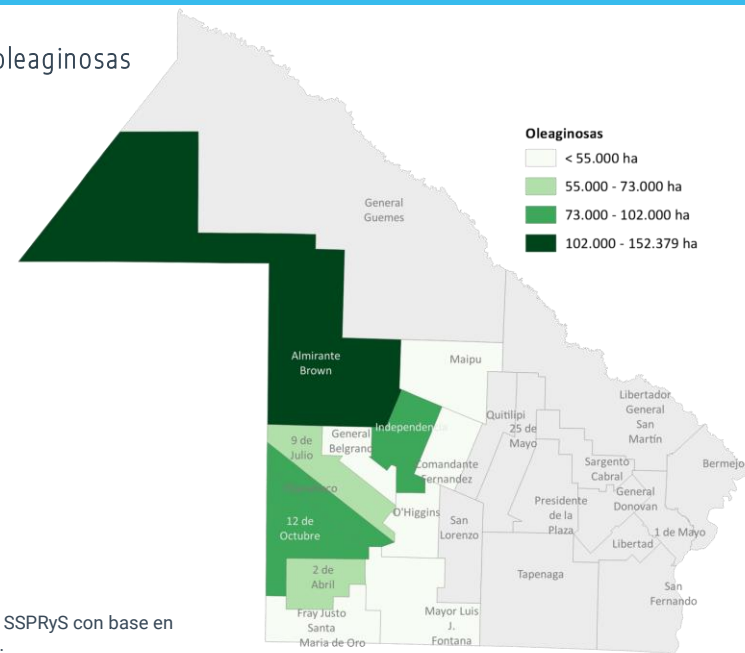 oleaginosas
Oleaginosas
< 55.000 ha
55.000 - 73.000 ha
73.000 - 102.000 ha
102.000 - 152.379 ha
General
Guemes
Almirante
Brown
Maipu
Libertador
General
San
Martín
Quitilipi
25 de
Mayo
Independenc
9 de
Julio
General
Belgrano
Comandante
Fernandez
Sargento
Cabral
Bermejo
General
Donovan
Presidente
de la
Plaza
O'Higgins
San
Lorenzo
12 de
Octubre
1 de Mayo
Libertad
Tapenaga
San
Fernando
2 de
Abril
Fray Justo
Santa
Maria de Oro
Mayor Luis
J.
Fontana
SSPRyS con base en